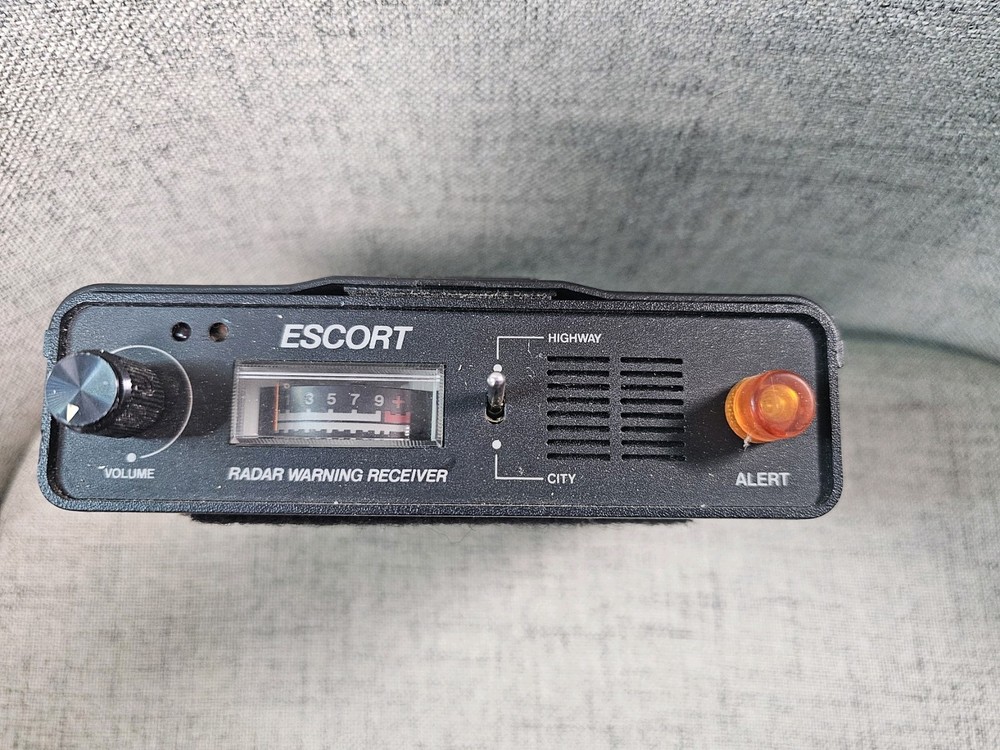 ESCORT
HIGHWAY
1 3 5 7 9 +
VOLUME
RADAR WARNING RECEIVER
CITY
ALERT